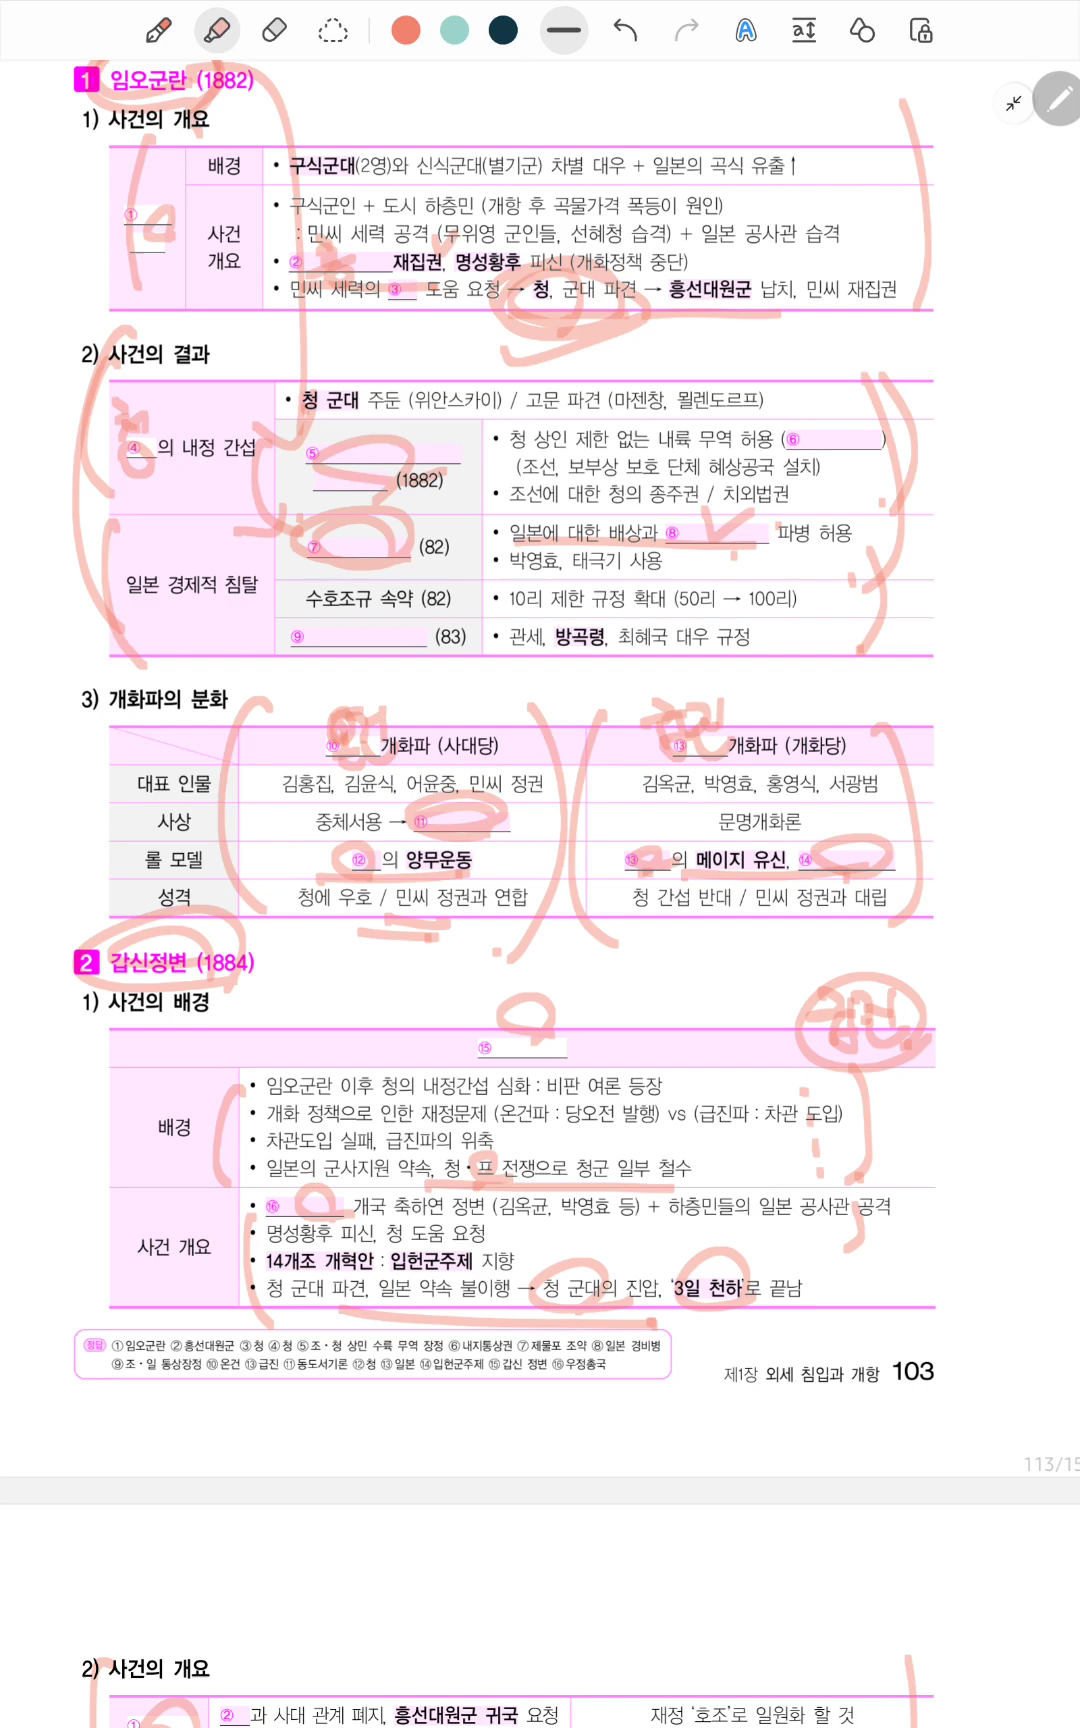 1 임오군란 (1882)
1) 사건의 개요
배경
• 구식군대(2영)와 신식군대(별기군) 차별 대우 + 일본의 곡식 유출↑
①
사건 개요
• 구식군인 + 도시 하층민 (개항 후 곡물가격 폭등이 원인)
: 민씨 세력 공격 (무위영 군인들, 선혜청 습격) + 일본 공사관 습격
• ② 재집권, 명성황후 피신 (개화정책 중단)
• 민씨 세력의 ③ 도움 요청 → 청, 군대 파견 → 흥선대원군 납치, 민씨 재집권
2) 사건의 결과
④ 의 내정 간섭
• 청 군대 주둔 (위안스카이) / 고문 파견 (마젠창, 묄렌도르프)
⑤ (1882)
• 청 상인 제한 없는 내륙 무역 허용 (⑥ )
(조선, 보부상 보호 단체 혜상공국 설치)
• 조선에 대한 청의 종주권 / 치외법권
일본 경제적 침탈
⑦ (82)
• 일본에 대한 배상과 ⑧ 파병 허용
• 박영효, 태극기 사용
수호조규 속약 (82)
• 10리 제한 규정 확대 (50리 → 100리)
⑨ (83)
• 관세, 방곡령, 최혜국 대우 규정
3) 개화파의 분화
⑩ 개화파 (사대당) ⑬ 개화파 (개화당)
대표 인물 김홍집, 김윤식, 어윤중, 민씨 정권 김옥균, 박영효, 홍영식, 서광범
사상 중체서용 → ⑪ 문명개화론
롤 모델 ⑫ 의 양무운동 ⑬ 의 메이지 유신, ⑭
성격 청에 우호 / 민씨 정권과 연합 청 간섭 반대 / 민씨 정권과 대립
2 갑신정변 (1884)
1) 사건의 배경
⑮
배경
• 임오군란 이후 청의 내정간섭 심화 : 비판 여론 등장
• 개화 정책으로 인한 재정문제 (온건파 : 당오전 발행) vs (급진파 : 차관 도입)
• 차관도입 실패, 급진파의 위축
• 일본의 군사지원 약속, 청・프 전쟁으로 청군 일부 철수
사건 개요
• ⑯ 개국 축하연 정변 (김옥균, 박영효 등) + 하층민들의 일본 공사관 공격
• 명성황후 피신, 청 도움 요청
• 14개조 개혁안 : 입헌군주제 지향
• 청 군대 파견, 일본 약속 불이행 → 청 군대의 진압, ‘3일 천하’로 끝남
정답 ①임오군란 ②흥선대원군 ③청 ④청 ⑤조・청 상민 수륙 무역 장정 ⑥내지통상권 ⑦제물포 조약 ⑧일본 경비병
⑨조・일 통상장정 ⑩온건 ⑬급진 ⑪동도서기론 ⑫청 ⑬일본 ⑭입헌군주제 ⑮갑신 정변 ⑯우정총국
제1장 외세 침입과 개항 103
113/15
2) 사건의 개요
① ② 과 사대 관계 폐지, 흥선대원군 귀국 요청 재정 ‘호조’로 일원화 할 것